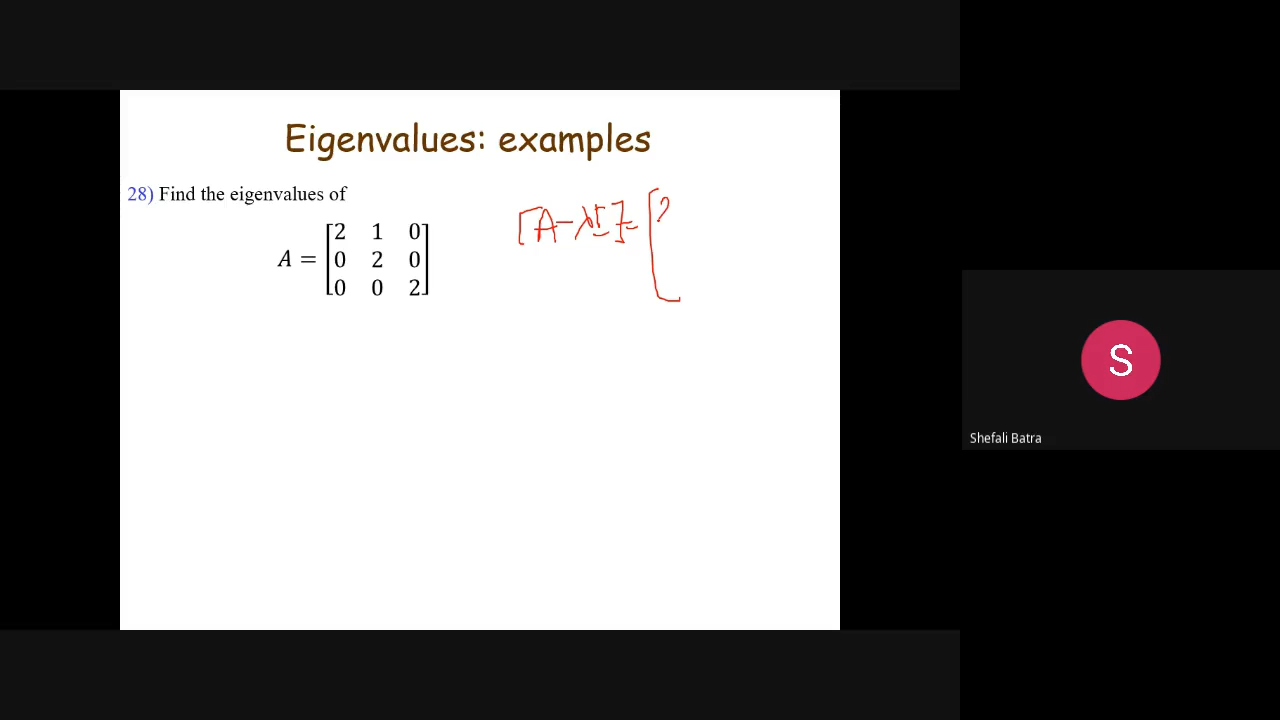 Eigenvalues: examples
28) Find the eigenvalues of
A = [2 1 0
0 2 0
0 0 2]
[A-λI]= [2
S
Shefali Batra